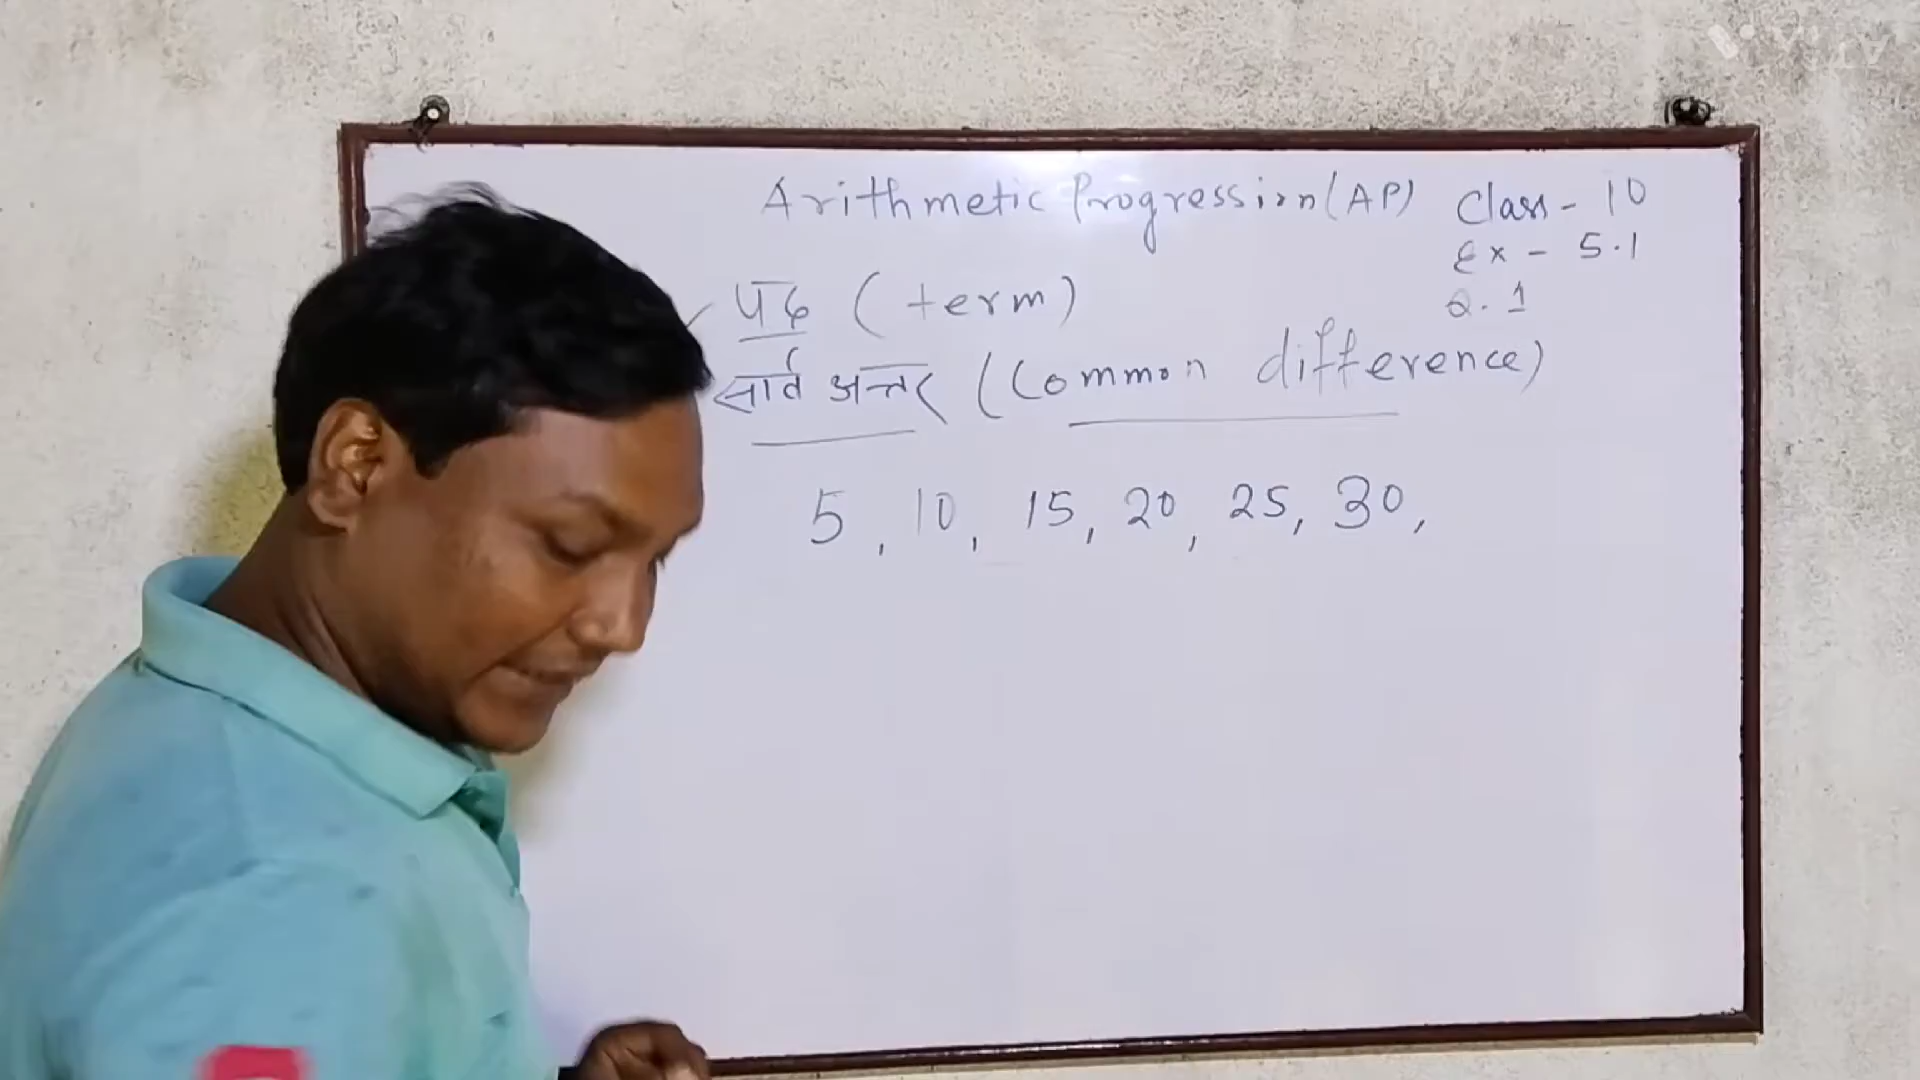 Arithmetic Progression (AP) Class - 10
Ex - 5.1
Q. 1
पद (term)
सार्व अन्तर (Common difference)
5, 10, 15, 20, 25, 30,